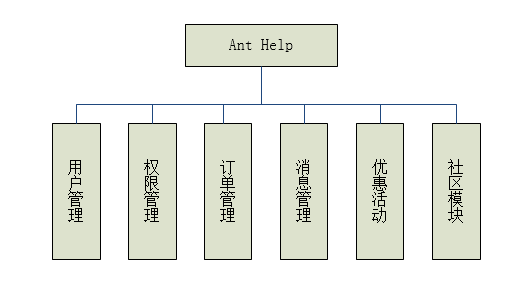 Ant Help
用户管理
权限管理
订单管理
消息管理
优惠活动
社区模块